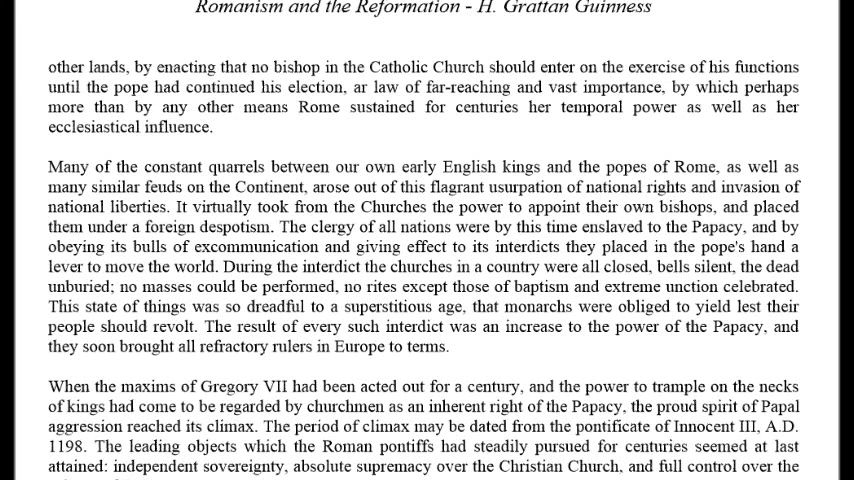 Romanism and the Reformation - H. Grattan Guinness
other lands, by enacting that no bishop in the Catholic Church should enter on the exercise of his functions
until the pope had continued his election, ar law of far-reaching and vast importance, by which perhaps
more than by any other means Rome sustained for centuries her temporal power as well as her
ecclesiastical influence.
Many of the constant quarrels between our own early English kings and the popes of Rome, as well as
many similar feuds on the Continent, arose out of this flagrant usurpation of national rights and invasion of
national liberties. It virtually took from the Churches the power to appoint their own bishops, and placed
them under a foreign despotism. The clergy of all nations were by this time enslaved to the Papacy, and by
obeying its bulls of excommunication and giving effect to its interdicts they placed in the pope's hand a
lever to move the world. During the interdict the churches in a country were all closed, bells silent, the dead
unburied; no masses could be performed, no rites except those of baptism and extreme unction celebrated.
This state of things was so dreadful to a superstitious age, that monarchs were obliged to yield lest their
people should revolt. The result of every such interdict was an increase to the power of the Papacy, and
they soon brought all refractory rulers in Europe to terms.
When the maxims of Gregory VII had been acted out for a century, and the power to trample on the necks
of kings had come to be regarded by churchmen as an inherent right of the Papacy, the proud spirit of Papal
aggression reached its climax. The period of climax may be dated from the pontificate of Innocent III, A.D.
1198. The leading objects which the Roman pontiffs had steadily pursued for centuries seemed at last
attained: independent sovereignty, absolute supremacy over the Christian Church, and full control over the